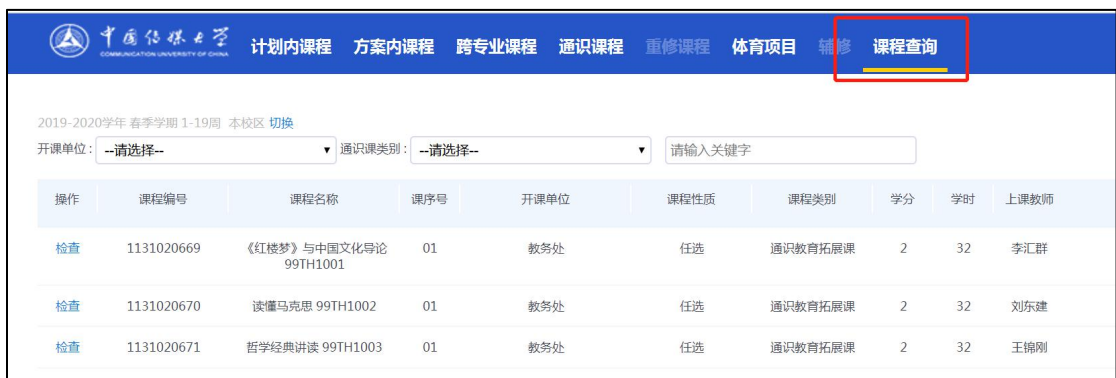 中国传媒大学 计划内课程 方案内课程 跨专业课程 通识课程 重修课程 体育项目 辅修 课程查询
COMMUNICATION UNIVERSITY OF CHINA
2019-2020学年 春季学期 1-19周 本校区 切换
开课单位: --请选择-- 通识课类别: --请选择-- 请输入关键字
操作 课程编号 课程名称 课序号 开课单位 课程性质 课程类别 学分 学时 上课教师
检查 1131020669 《红楼梦》与中国文化导论 01 教务处 任选 通识教育拓展课 2 32 李汇群
99TH1001
检查 1131020670 读懂马克思 99TH1002 01 教务处 任选 通识教育拓展课 2 32 刘东建
检查 1131020671 哲学经典讲读 99TH1003 01 教务处 任选 通识教育拓展课 2 32 王锦刚